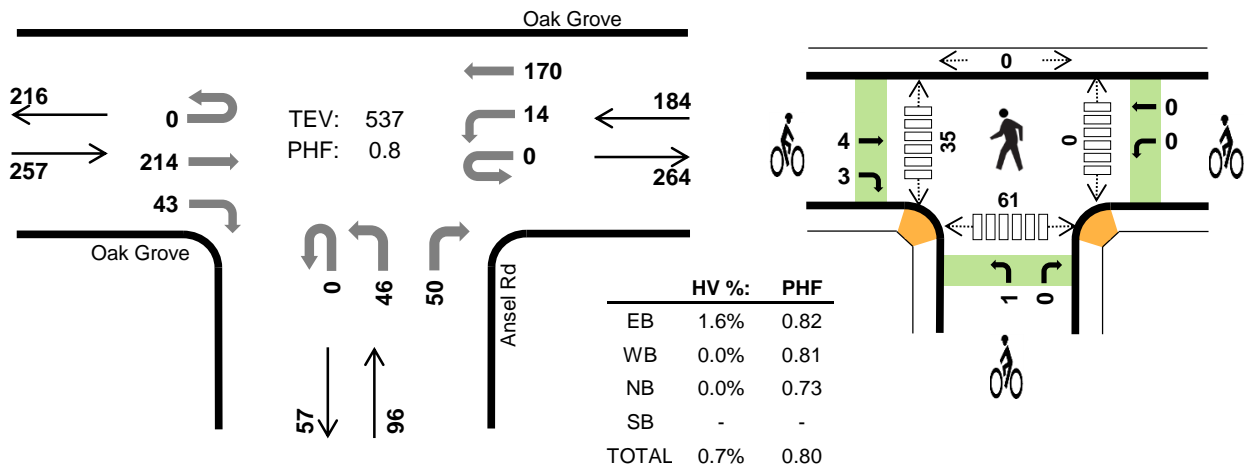 Oak Grove
216
0
257
214
43
TEV: 537
PHF: 0.8
170
14
0
184
264
Oak Grove
0
46
50
Ansel Rd
57
96
HV %: PHF
EB 1.6% 0.82
WB 0.0% 0.81
NB 0.0% 0.73
SB - -
TOTAL 0.7% 0.80
0
4
3
35
0
0
0
61
1
0